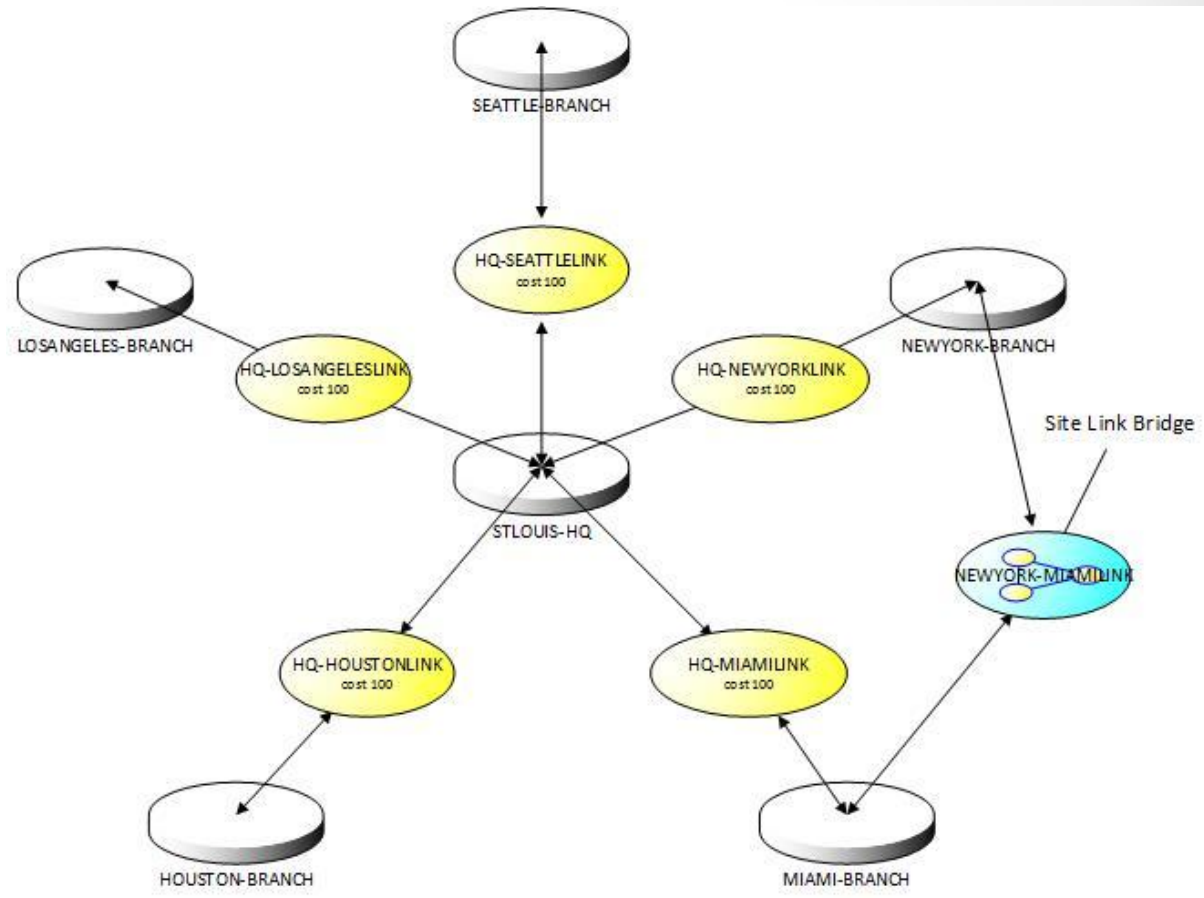 SEATTLE-BRANCH
HQ-SEATTLELINK
cost 100
LOSANGELES-BRANCH
NEWYORK-BRANCH
HQ-LOSANGELESLINK
cost 100
HQ-NEWYORKLINK
cost 100
Site Link Bridge
STLOUIS-HQ
NEWYORK-MIAMILINK
HQ-HOUSTONLINK
cost 100
HQ-MIAMILINK
cost 100
HOUSTON-BRANCH
MIAMI-BRANCH